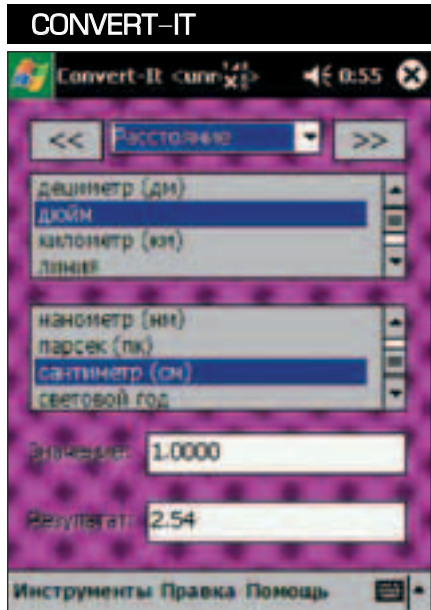 CONVERT-IT
Convert-It <unr 0:55
<< Расстояние >>
дециметр (дм)
дюйм
километр (км)
линия
нанометр (нм)
парсек (пк)
сантиметр (см)
световой год
Значение: 1.0000
Результат: 2.54
Инструменты Правка Помощь